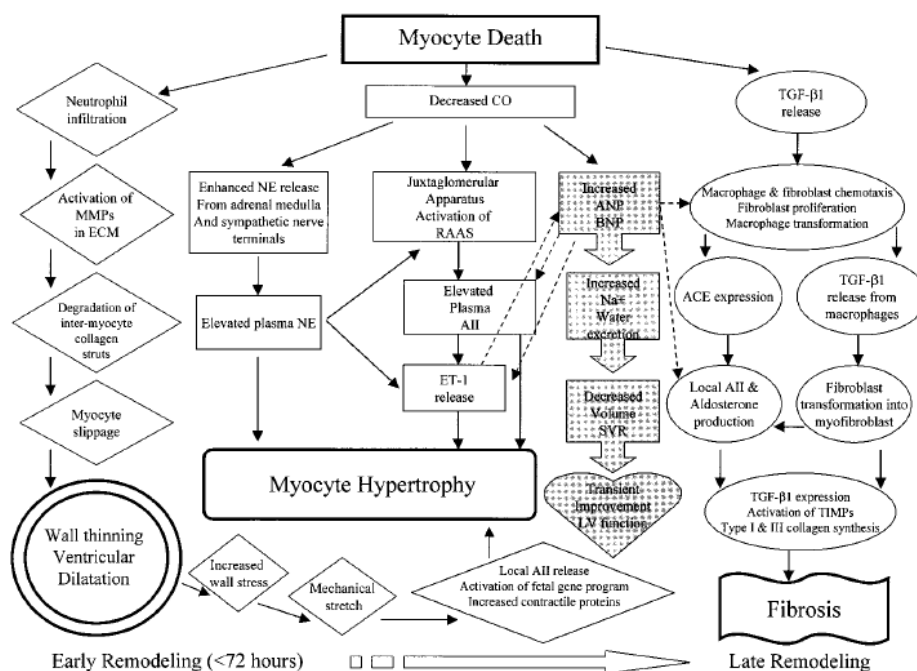 Myocyte Death
Neutrophil
infiltration
Decreased CO
TGF-β1
release
Activation of
MMPs
in ECM
Enhanced NE release
From adrenal medulla
And sympathetic nerve
terminals
Juxtaglomerular
Apparatus
Activation of
RAAS
Increased
ANP
BNP
Macrophage & fibroblast chemotaxis
Fibroblast proliferation
Macrophage transformation
Degradation of
inter-myocyte
collagen
struts
Elevated plasma NE
Elevated
Plasma
AII
Increased
Na+
Water
excretion
ACE expression
TGF-β1
release from
macrophages
Myocyte
slippage
ET-1
release
Decreased
Volume
SVR
Local AII &
Aldosterone
production
Fibroblast
transformation into
myofibroblast
Myocyte Hypertrophy
Transient
Improvement
LV function
TGF-β1 expression
Activation of TIMPs
Type I & III collagen synthesis
Wall thinning
Ventricular
Dilatation
Increased
wall stress
Mechanical
stretch
Local AII release
Activation of fetal gene program
Increased contractile proteins
Fibrosis
Early Remodeling (<72 hours)
Late Remodeling